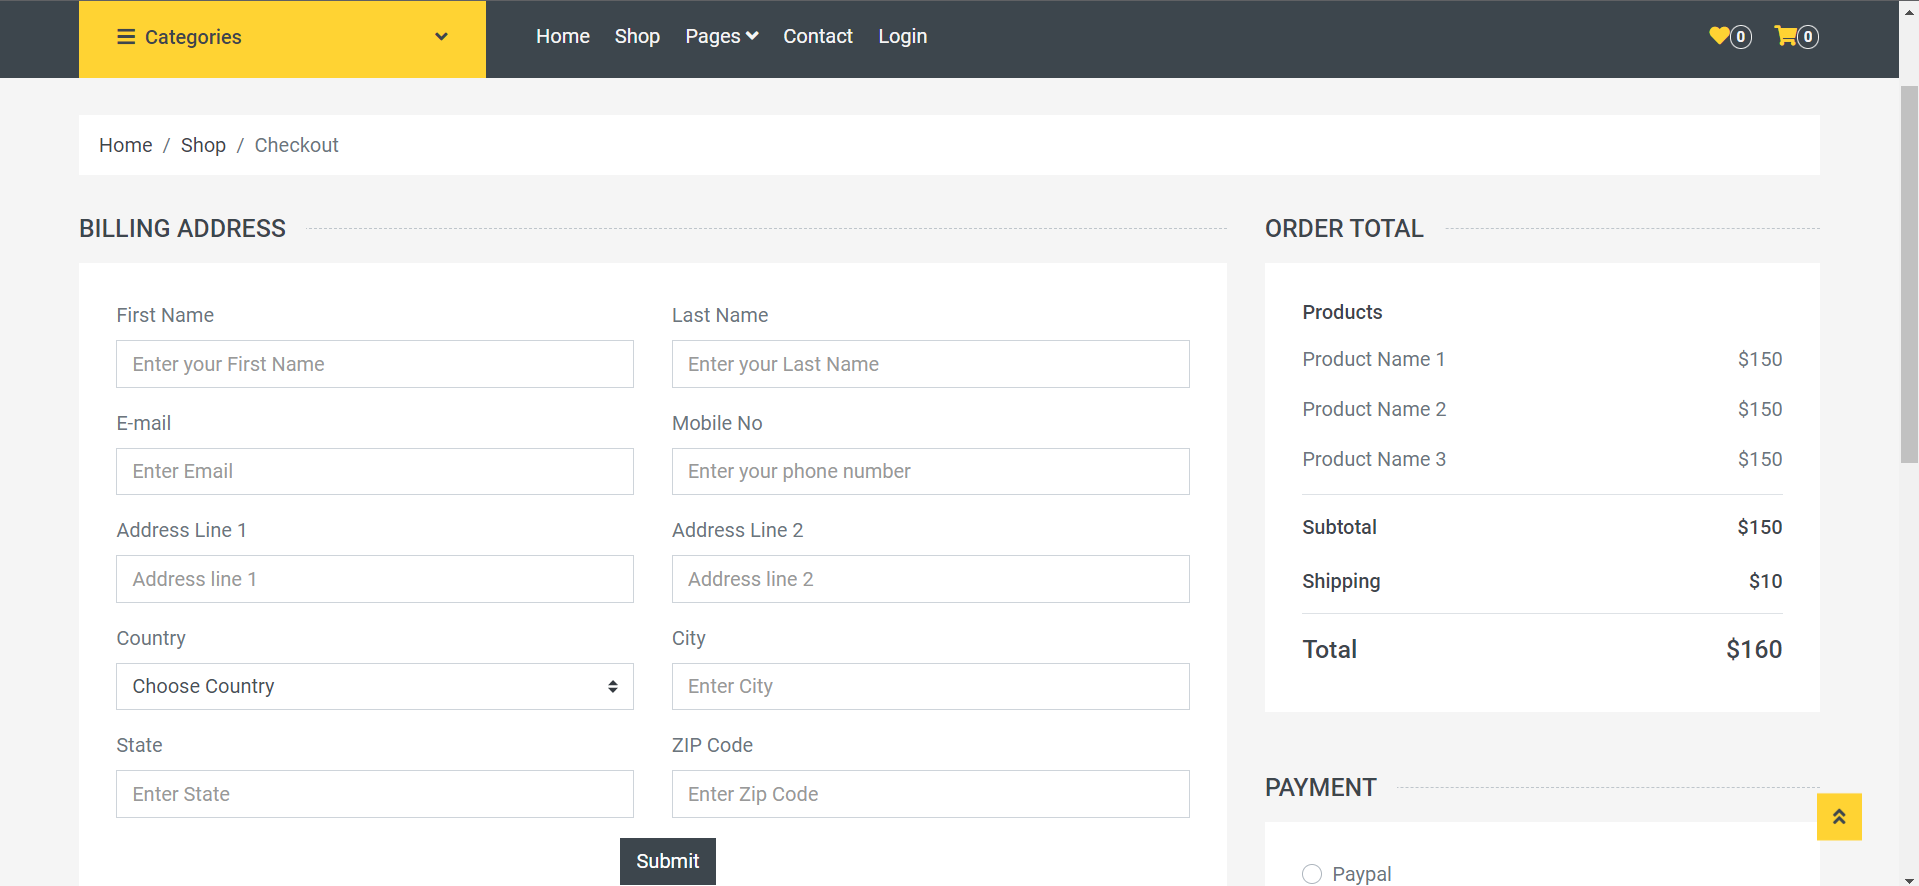 Categories
Home Shop Pages Contact Login
0 0
Home / Shop / Checkout
BILLING ADDRESS
First Name Last Name
Enter your First Name Enter your Last Name
E-mail Mobile No
Enter Email Enter your phone number
Address Line 1 Address Line 2
Address line 1 Address line 2
Country City
Choose Country Enter City
State ZIP Code
Enter State Enter Zip Code
Submit
ORDER TOTAL
Products
Product Name 1 $150
Product Name 2 $150
Product Name 3 $150
Subtotal $150
Shipping $10
Total $160
PAYMENT
Paypal